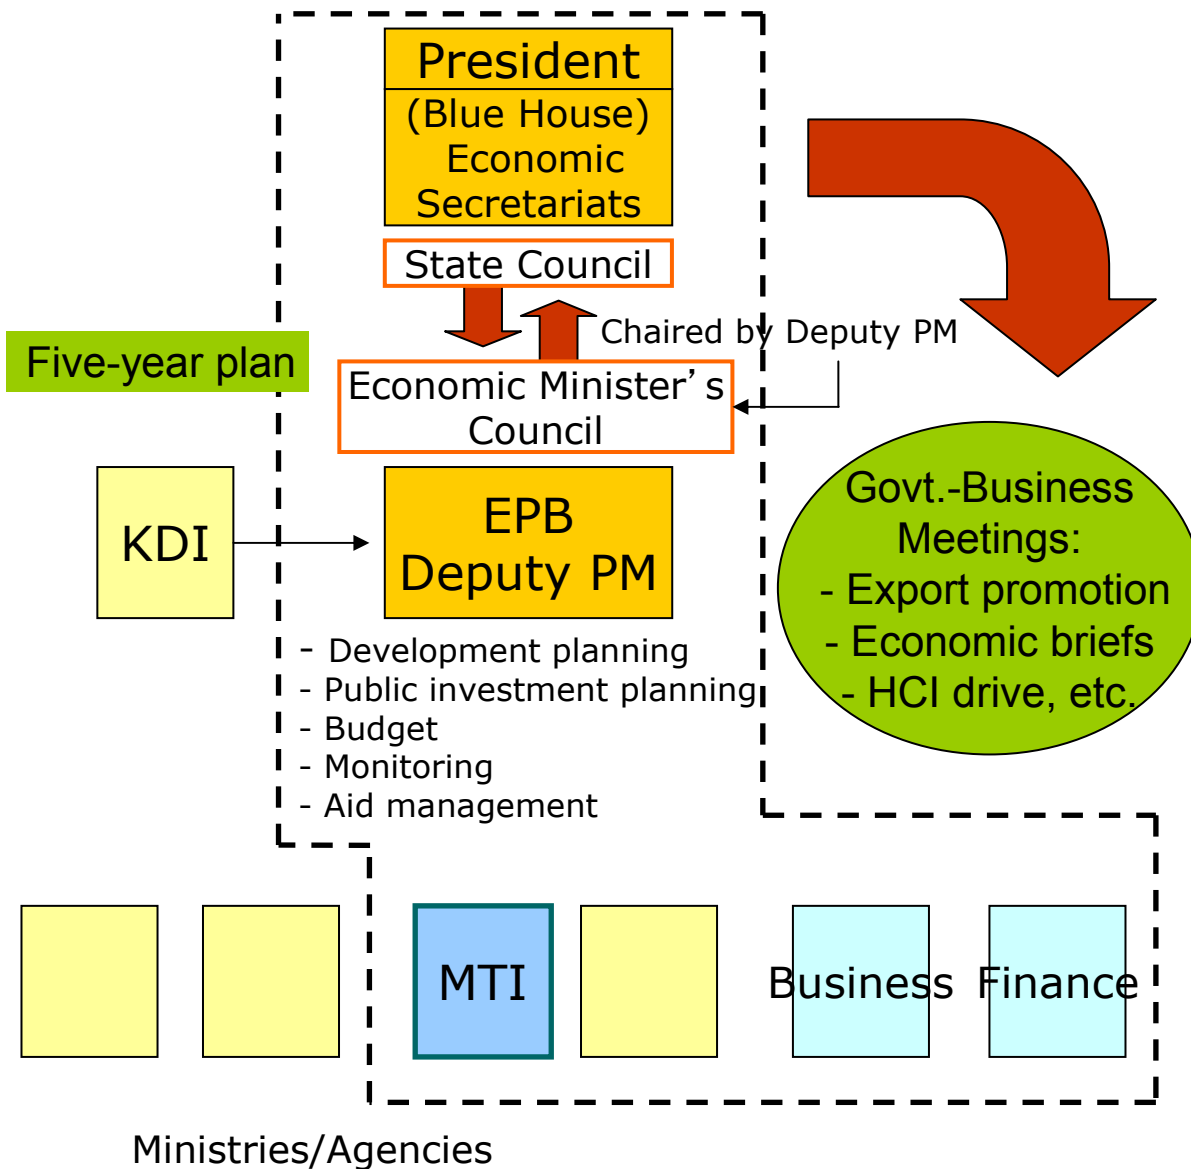 President
(Blue House)
Economic
Secretariats
State Council
Chaired by Deputy PM
Five-year plan
Economic Minister’s
Council
KDI
EPB
Deputy PM
Govt.-Business
Meetings:
- Export promotion
- Economic briefs
- HCI drive, etc.
- Development planning
- Public investment planning
- Budget
- Monitoring
- Aid management
MTI
Business
Finance
Ministries/Agencies